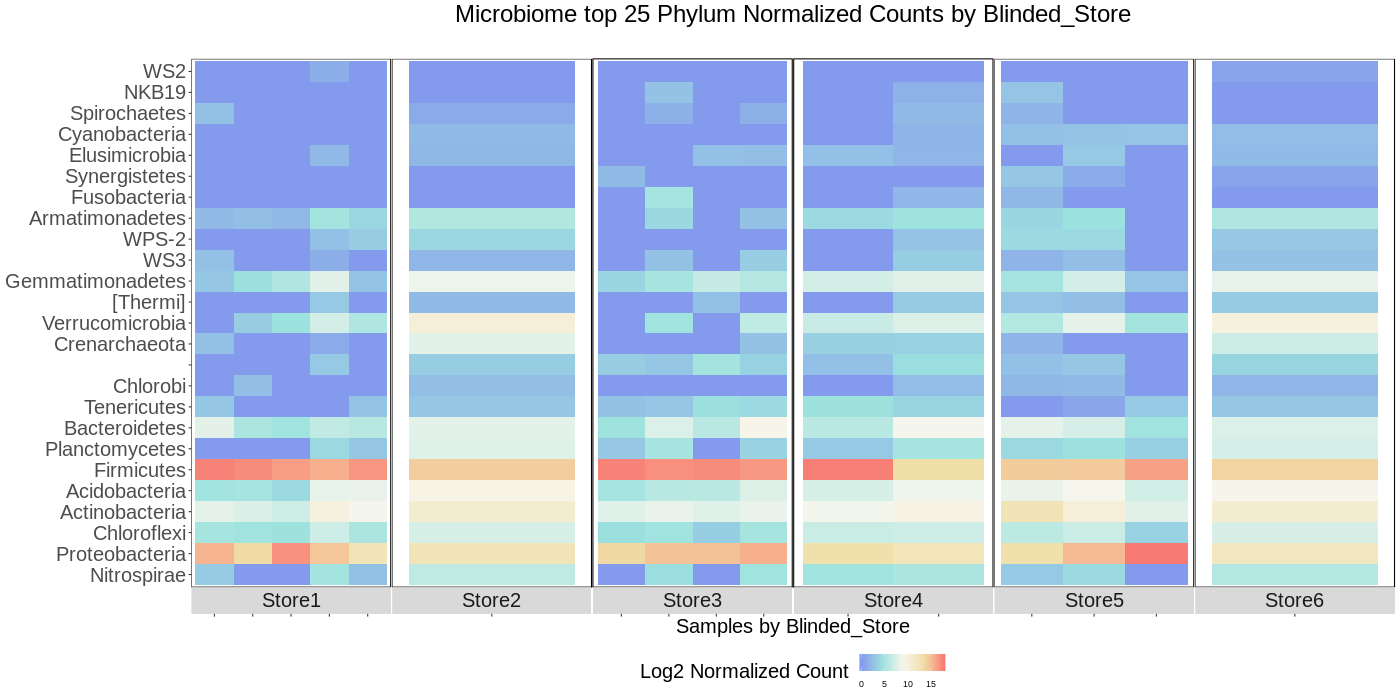 Microbiome top 25 Phylum Normalized Counts by Blinded_Store
WS2
NKB19
Spirochaetes
Cyanobacteria
Elusimicrobia
Synergistetes
Fusobacteria
Armatimonadetes
WPS-2
WS3
Gemmatimonadetes
[Thermi]
Verrucomicrobia
Crenarchaeota
Chlorobi
Tenericutes
Bacteroidetes
Planctomycetes
Firmicutes
Acidobacteria
Actinobacteria
Chloroflexi
Proteobacteria
Nitrospirae
Store1 Store2 Store3 Store4 Store5 Store6
Samples by Blinded_Store
Log2 Normalized Count
0 5 10 15